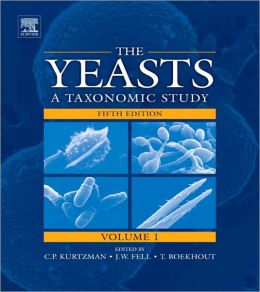 ELSEVIER
THE
YEASTS
A TAXONOMIC STUDY
FIFTH EDITION
VOLUME 1
EDITED BY
C.P. KURTZMAN • J.W. FELL • T. BOEKHOUT